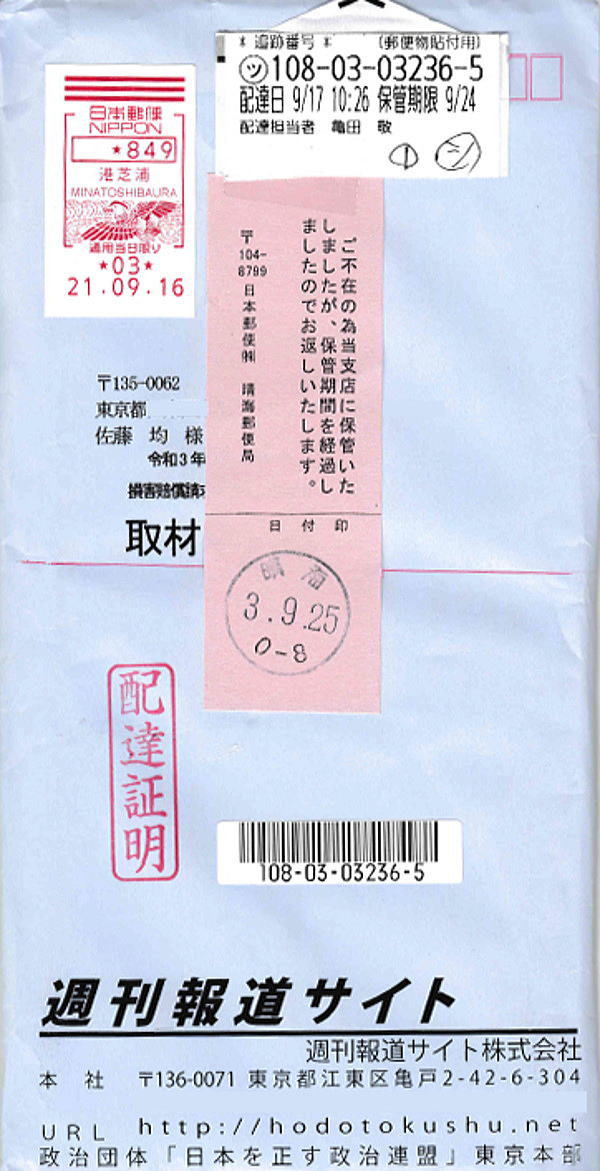 * 追跡番号 * (郵便物貼付用)
ッ 108-03-03236-5
配達日 9/17 10:26 保管期限 9/24
配達担当者 亀田 敬
日本郵便
NIPPON
*849
港芝浦
MINATOSHIBAURA
適用当日限り
*03*
21.09.16
ご不在の為当支店に保管いた
しましたが、保管期間を経過し
ましたのでお返しいたします。
〒104-8799 日本郵便㈱ 晴海郵便局
日付印
晴海
3.9.25
0-8
〒135-0062
東京都
佐藤 均 様
令和3年
損害賠償請求
取材
配達証明
108-03-03236-5
週刊報道サイト
週刊報道サイト株式会社
本 社 〒136-0071 東京都江東区亀戸2-42-6-304
URL http://hodotokushu.net
政治団体「日本を正す政治連盟」東京本部